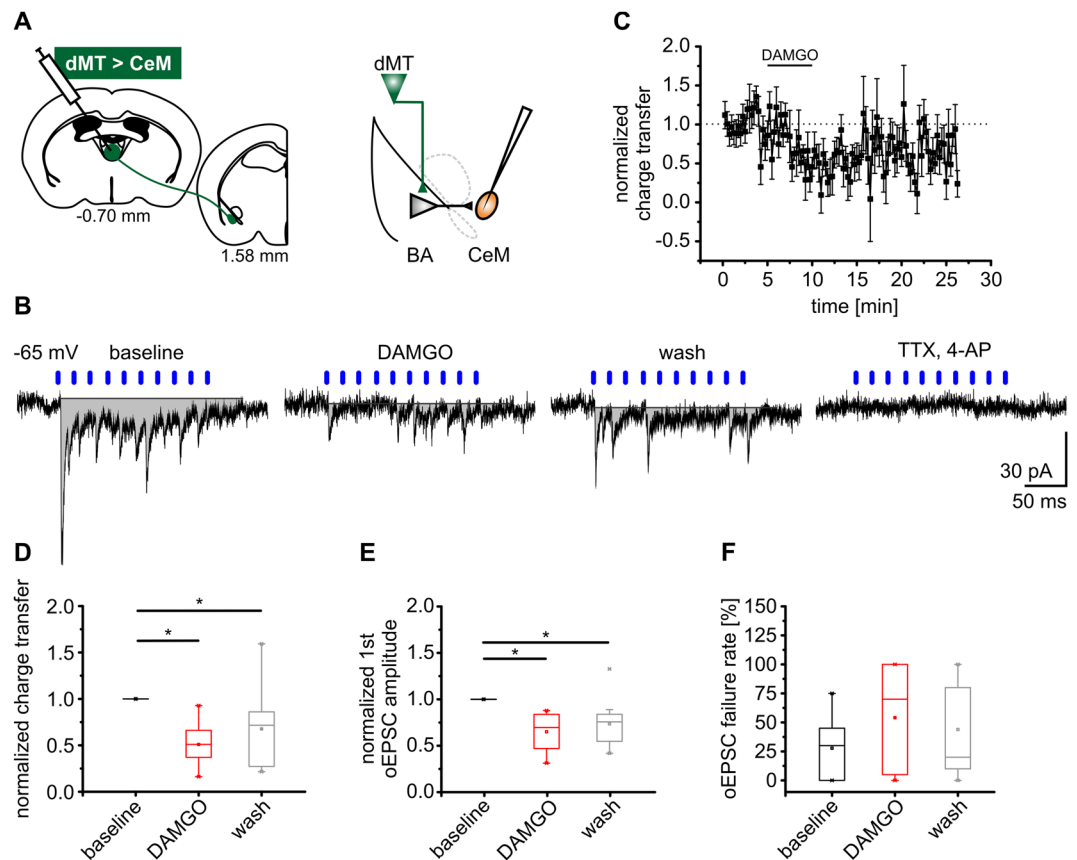 A
dMT > CeM
-0.70 mm
1.58 mm
dMT
BA
CeM
C
DAMGO
normalized
charge transfer
2.0
1.5
1.0
0.5
0.0
-0.5
0 5 10 15 20 25 30
time [min]
B
-65 mV
baseline
DAMGO
wash
TTX, 4-AP
30 pA
50 ms
D
normalized charge transfer
2.0
1.5
1.0
0.5
0.0
*
*
baseline
DAMGO
wash
E
normalized 1st
oEPSC amplitude
2.0
1.5
1.0
0.5
0.0
*
*
baseline
DAMGO
wash
F
oEPSC failure rate [%]
150
125
100
75
50
25
0
baseline
DAMGO
wash